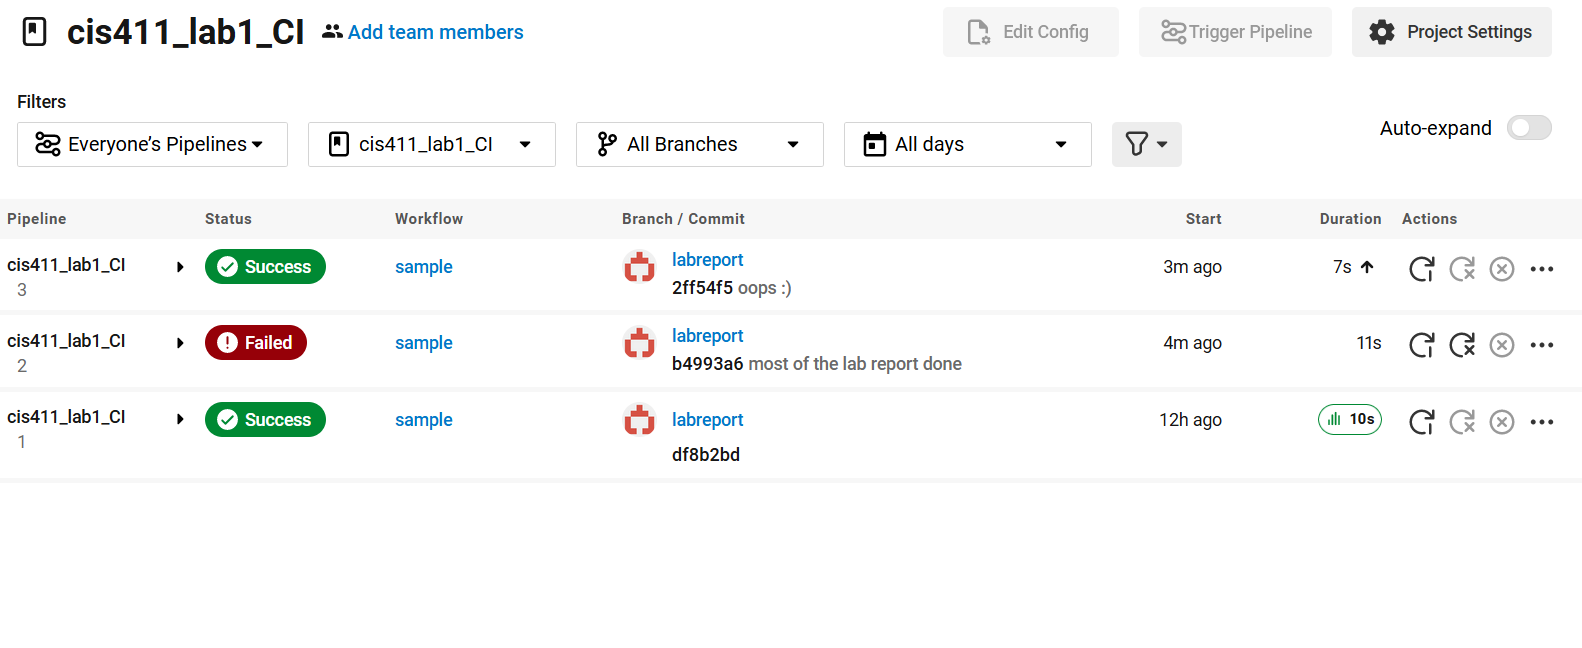 cis411_lab1_CI Add team members Edit Config Trigger Pipeline Project Settings
Filters
Everyone’s Pipelines cis411_lab1_CI All Branches All days Auto-expand
Pipeline Status Workflow Branch / Commit Start Duration Actions
cis411_lab1_CI Success sample labreport 3m ago 7s
3 2ff54f5 oops :)
cis411_lab1_CI Failed sample labreport 4m ago 11s
2 b4993a6 most of the lab report done
cis411_lab1_CI Success sample labreport 12h ago 10s
1 df8b2bd